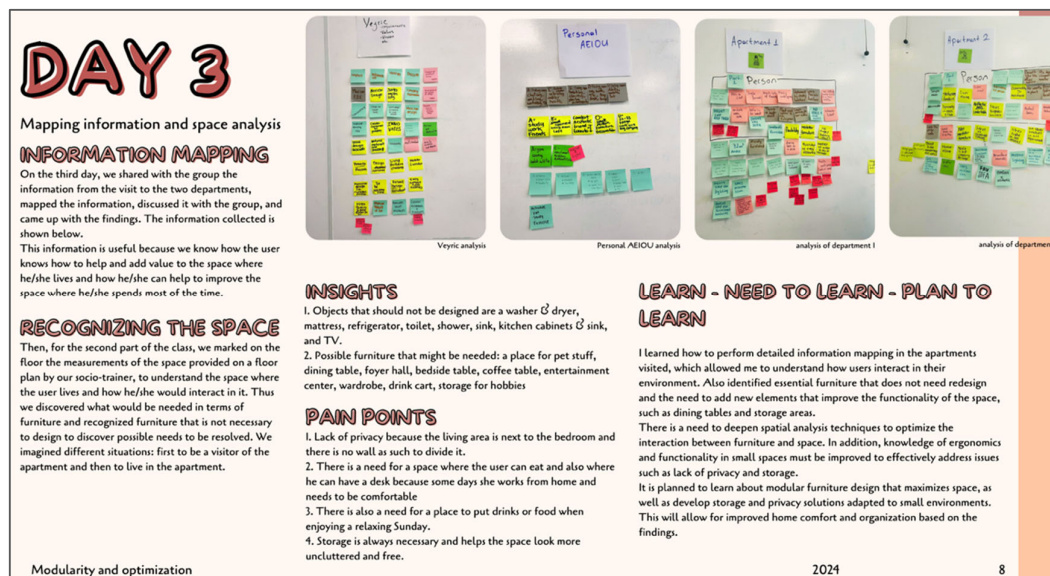 DAY 3
Mapping information and space analysis
INFORMATION MAPPING
On the third day, we shared with the group the
information from the visit to the two departments,
mapped the information, discussed it with the group, and
came up with the findings. The information collected is
shown below.
This information is useful because we know how the user
knows how to help and add value to the space where
he/she lives and how he/she can help to improve the
space where he/she spends most of the time.
RECOGNIZING THE SPACE
Then, for the second part of the class, we marked on the
floor the measurements of the space provided on a floor
plan by our socio-trainer, to understand the space where
the user lives and how he/she would interact in it. Thus
we discovered what would be needed in terms of
furniture and recognized furniture that is not necessary
to design to discover possible needs to be resolved. We
imagined different situations: first to be a visitor of the
apartment and then to live in the apartment.
Veyric
Personal
AEIOU
Apartment 1
Person
Apartment 2
Person
Veyric analysis
Personal AEIOU analysis
analysis of department I
analysis of department
INSIGHTS
1. Objects that should not be designed are a washer & dryer,
mattress, refrigerator, toilet, shower, sink, kitchen cabinets & sink,
and TV.
2. Possible furniture that might be needed: a place for pet stuff,
dining table, foyer hall, bedside table, coffee table, entertainment
center, wardrobe, drink cart, storage for hobbies
PAIN POINTS
1. Lack of privacy because the living area is next to the bedroom and
there is no wall as such to divide it.
2. There is a need for a space where the user can eat and also where
he can have a desk because some days she works from home and
needs to be comfortable
3. There is also a need for a place to put drinks or food when
enjoying a relaxing Sunday.
4. Storage is always necessary and helps the space look more
uncluttered and free.
LEARN - NEED TO LEARN - PLAN TO
LEARN
I learned how to perform detailed information mapping in the apartments
visited, which allowed me to understand how users interact in their
environment. Also identified essential furniture that does not need redesign
and the need to add new elements that improve the functionality of the space,
such as dining tables and storage areas.
There is a need to deepen spatial analysis techniques to optimize the
interaction between furniture and space. In addition, knowledge of ergonomics
and functionality in small spaces must be improved to effectively address issues
such as lack of privacy and storage.
It is planned to learn about modular furniture design that maximizes space, as
well as develop storage and privacy solutions adapted to small environments.
This will allow for improved home comfort and organization based on the
findings.
Modularity and optimization
2024
8